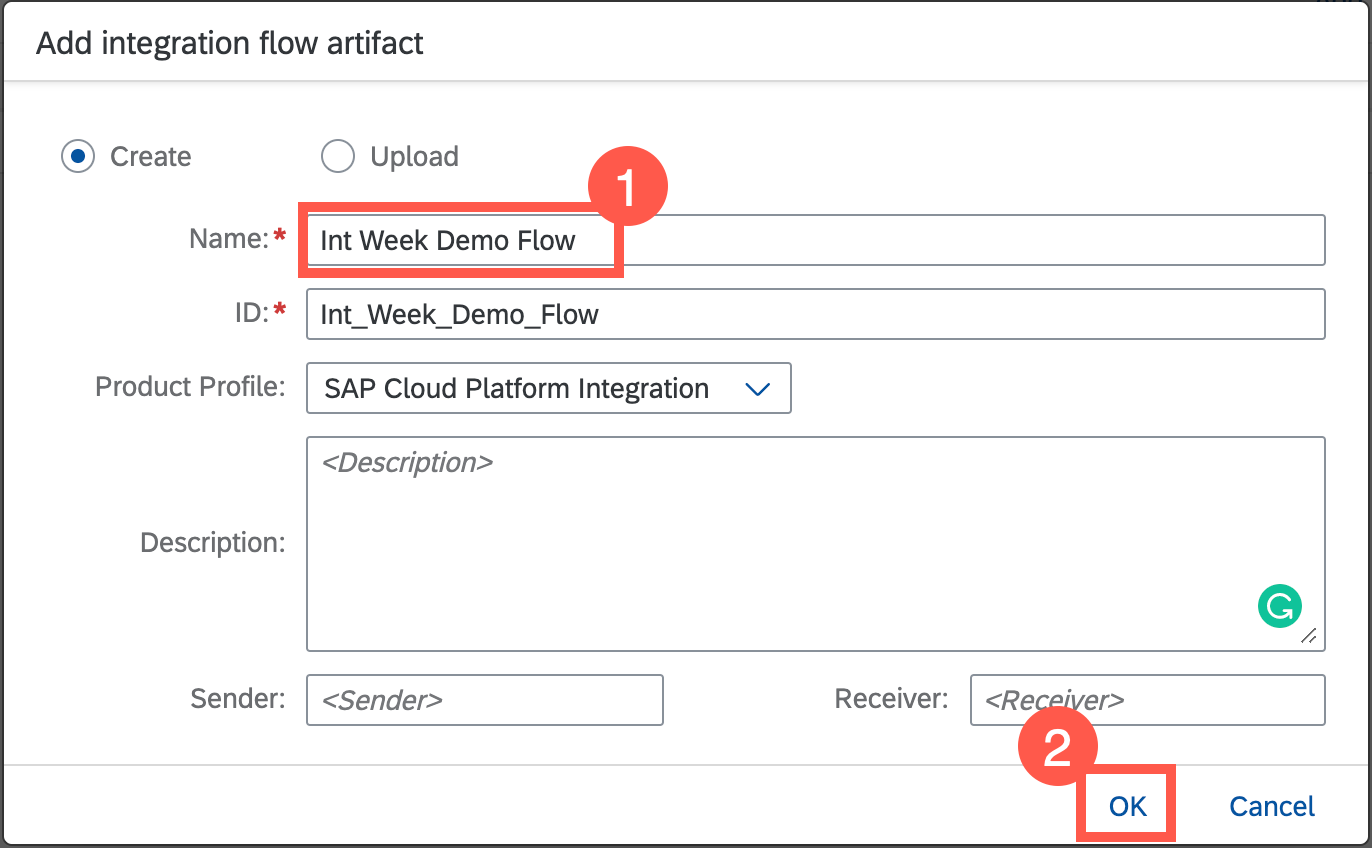 Add integration flow artifact
Create Upload
1
Name:* Int Week Demo Flow
ID:* Int_Week_Demo_Flow
Product Profile: SAP Cloud Platform Integration
<Description>
Description:
Sender: <Sender> Receiver: <Receiver>
2
OK Cancel